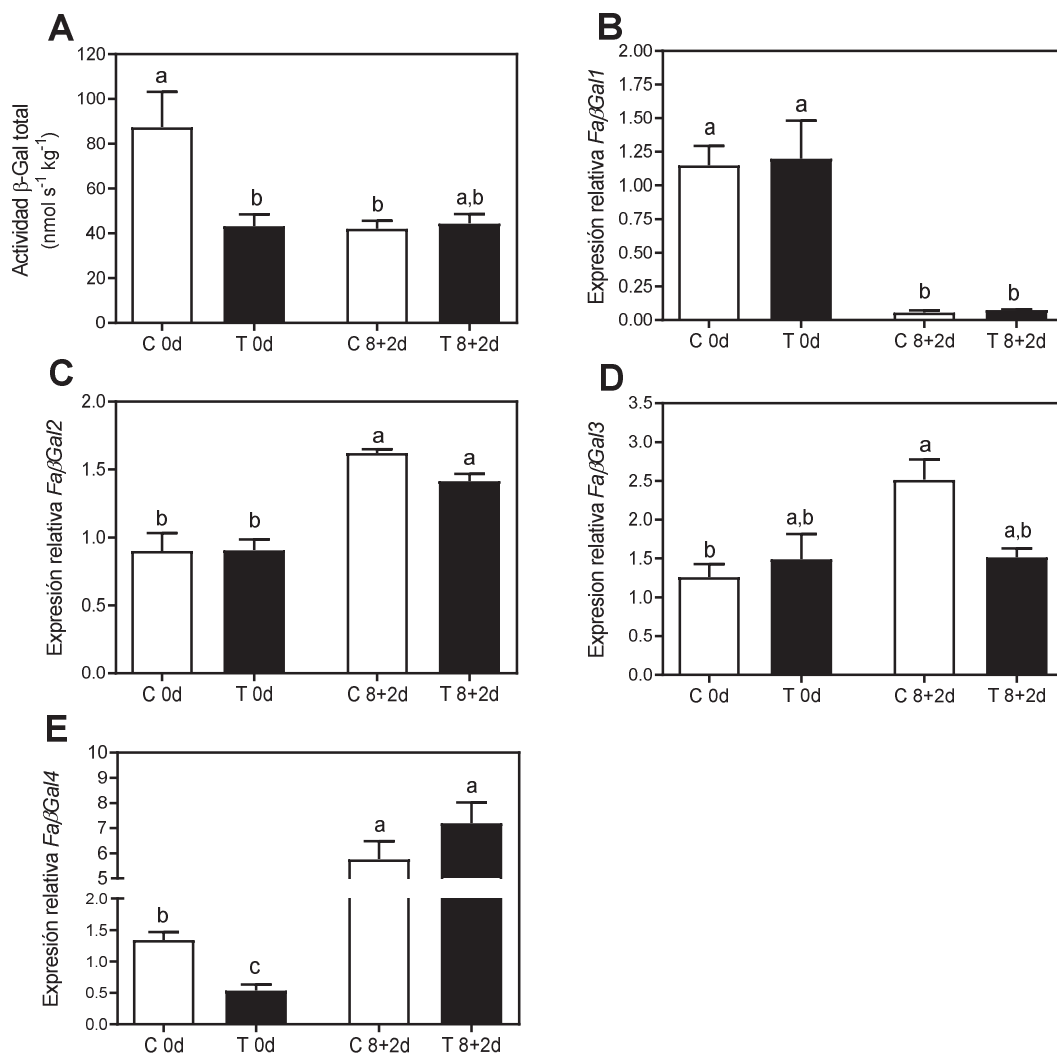 A
Actividad β-Gal total
(nmol s⁻¹ kg⁻¹)
120
100
80
60
40
20
0
a
b
b
a,b
C 0d
T 0d
C 8+2d
T 8+2d
B
Expresión relativa FaβGal1
2.00
1.75
1.50
1.25
1.00
0.75
0.50
0.25
0.00
a
a
b
b
C 0d
T 0d
C 8+2d
T 8+2d
C
Expresión relativa FaβGal2
2.0
1.5
1.0
0.5
0.0
b
b
a
a
C 0d
T 0d
C 8+2d
T 8+2d
D
Expresion relativa FaβGal3
3.5
3.0
2.5
2.0
1.5
1.0
0.5
0.0
b
a,b
a
a,b
C 0d
T 0d
C 8+2d
T 8+2d
E
Expresión relativa FaβGal4
10
9
8
7
6
5
2.0
1.5
1.0
0.5
0.0
b
c
a
a
C 0d
T 0d
C 8+2d
T 8+2d